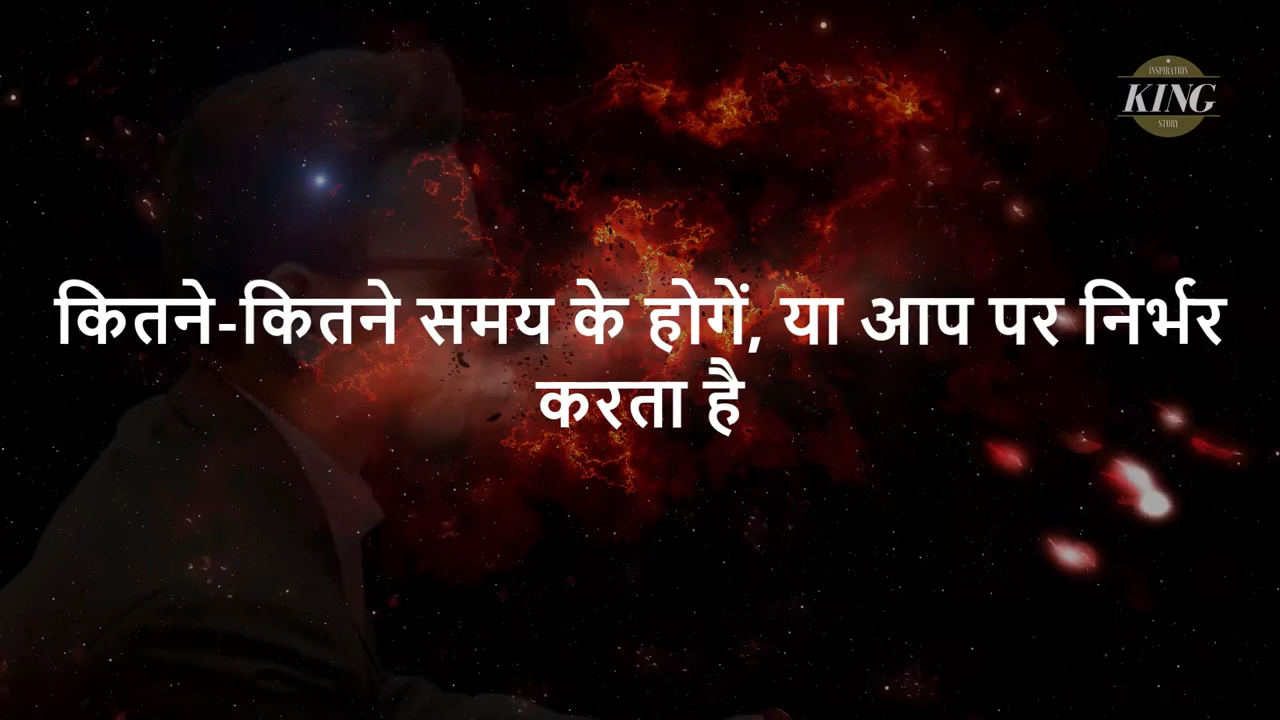 INSPIRATION
KING
STORY
कितने-कितने समय के होगें, या आप पर निर्भर
करता है